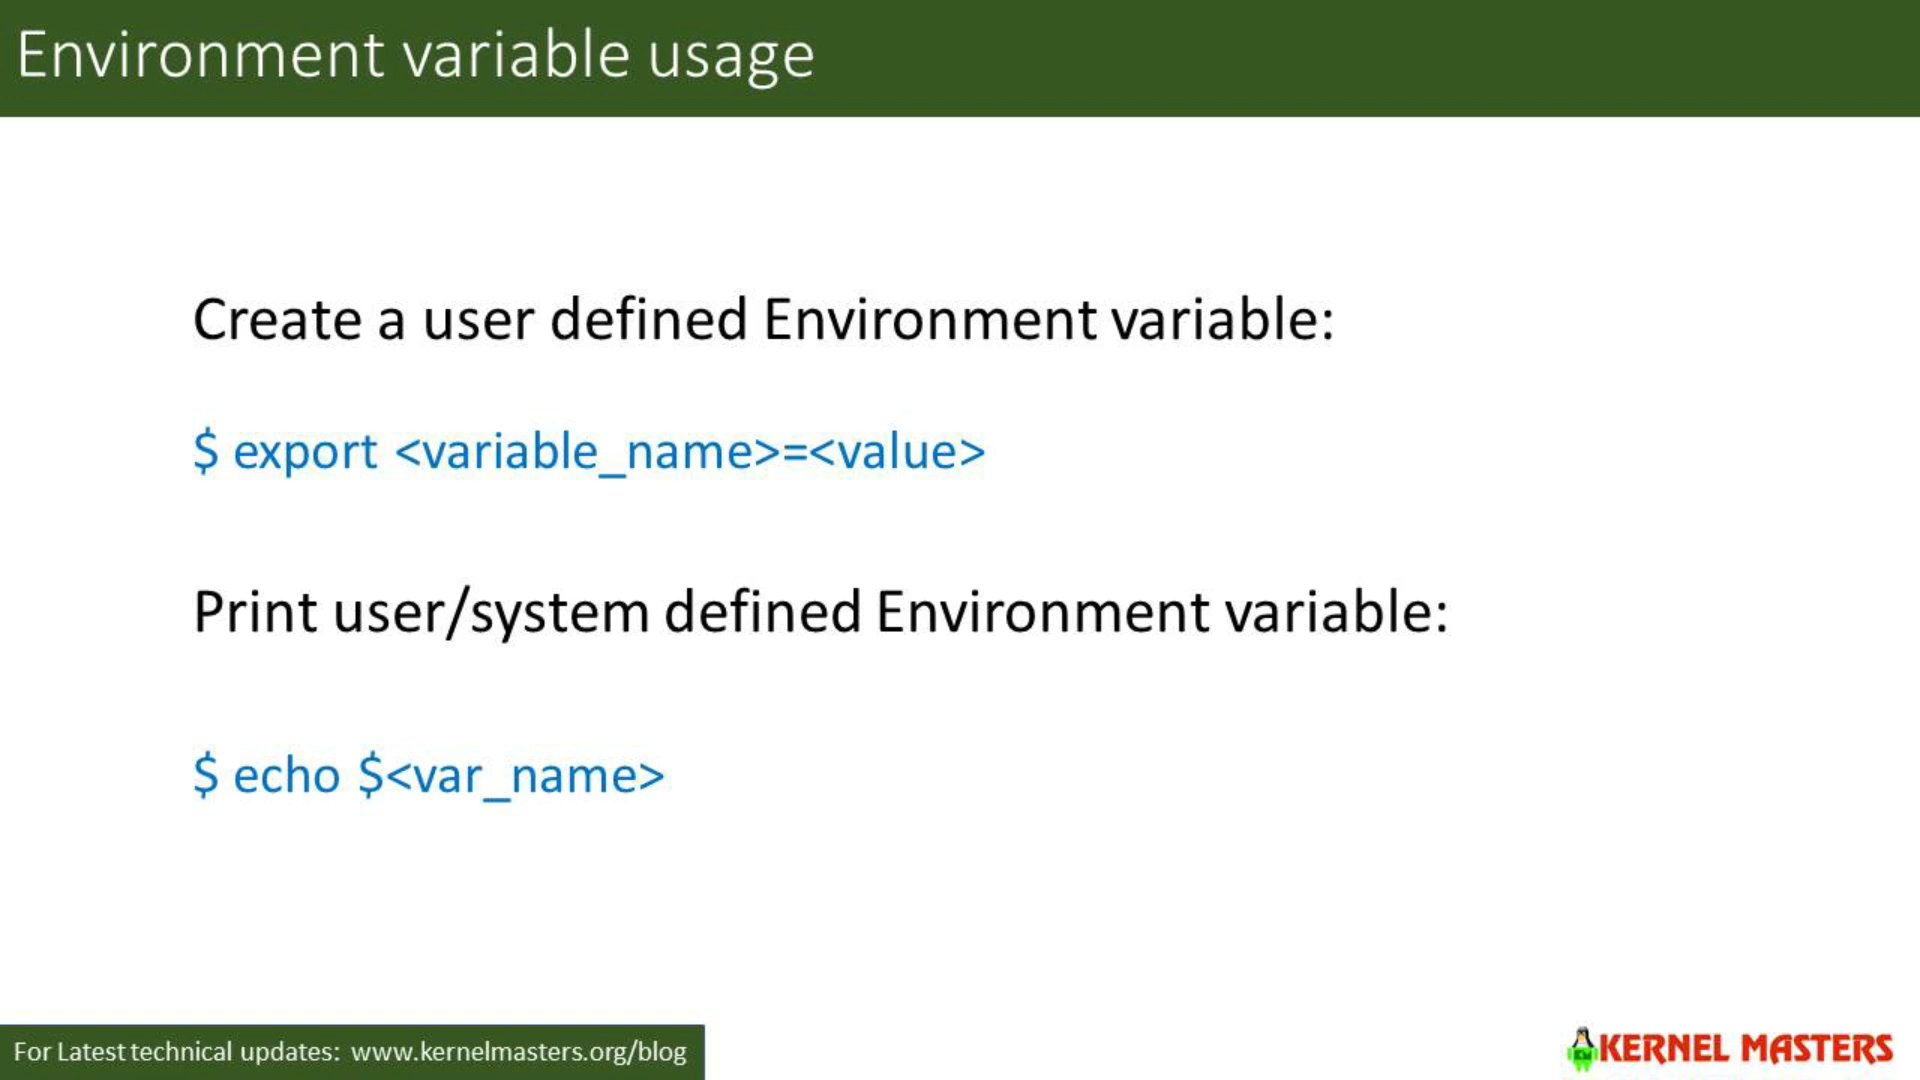 Environment variable usage
Create a user defined Environment variable:
$ export <variable_name>=<value>
Print user/system defined Environment variable:
$ echo $<var_name>
For Latest technical updates: www.kernelmasters.org/blog
KM KERNEL MASTERS